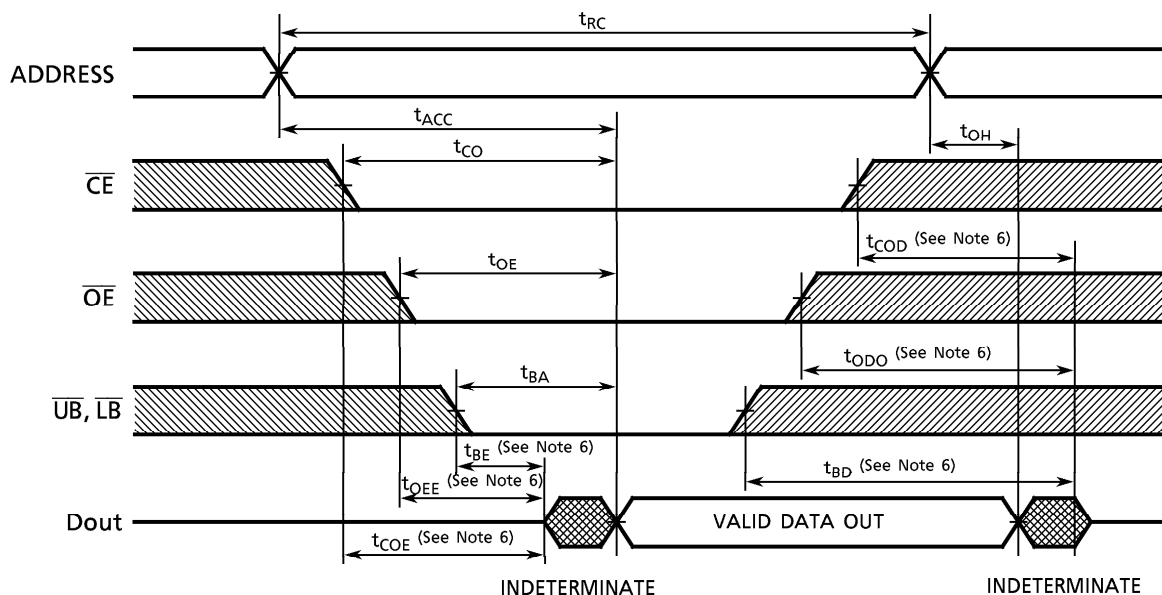 tRC
ADDRESS
tACC
tCO
tOH
CE
tCOD (See Note 6)
tOE
OE
tODO (See Note 6)
tBA
UB, LB
tBE (See Note 6)
tBD (See Note 6)
tOEE (See Note 6)
Dout
VALID DATA OUT
tCOE (See Note 6)
INDETERMINATE
INDETERMINATE